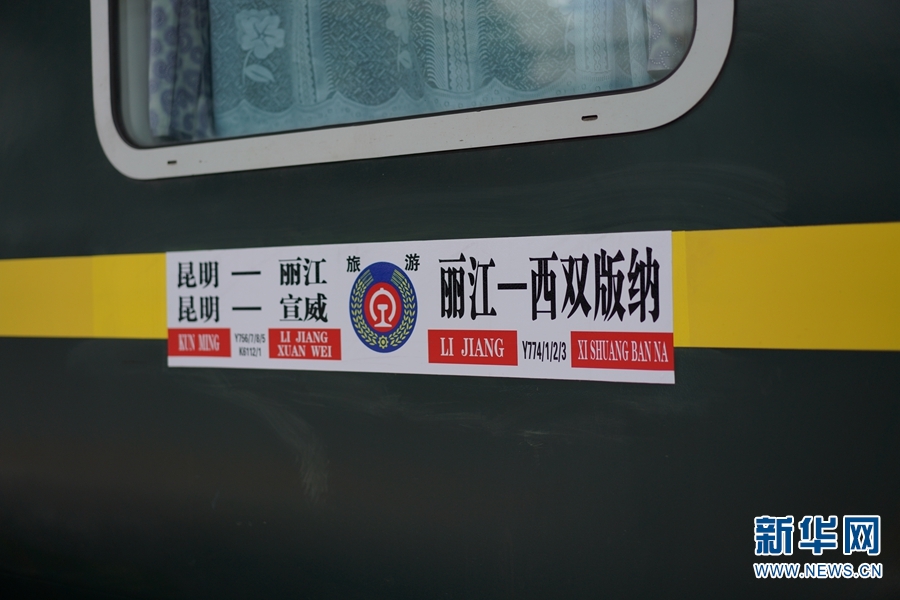 昆明 — 丽江
昆明 — 宣威
KUN MING
Y756/7/8/5
K6112/1
LI JIANG
XUAN WEI
旅 游
丽江—西双版纳
LI JIANG
Y774/1/2/3
XI SHUANG BAN NA
新华网
WWW.NEWS.CN